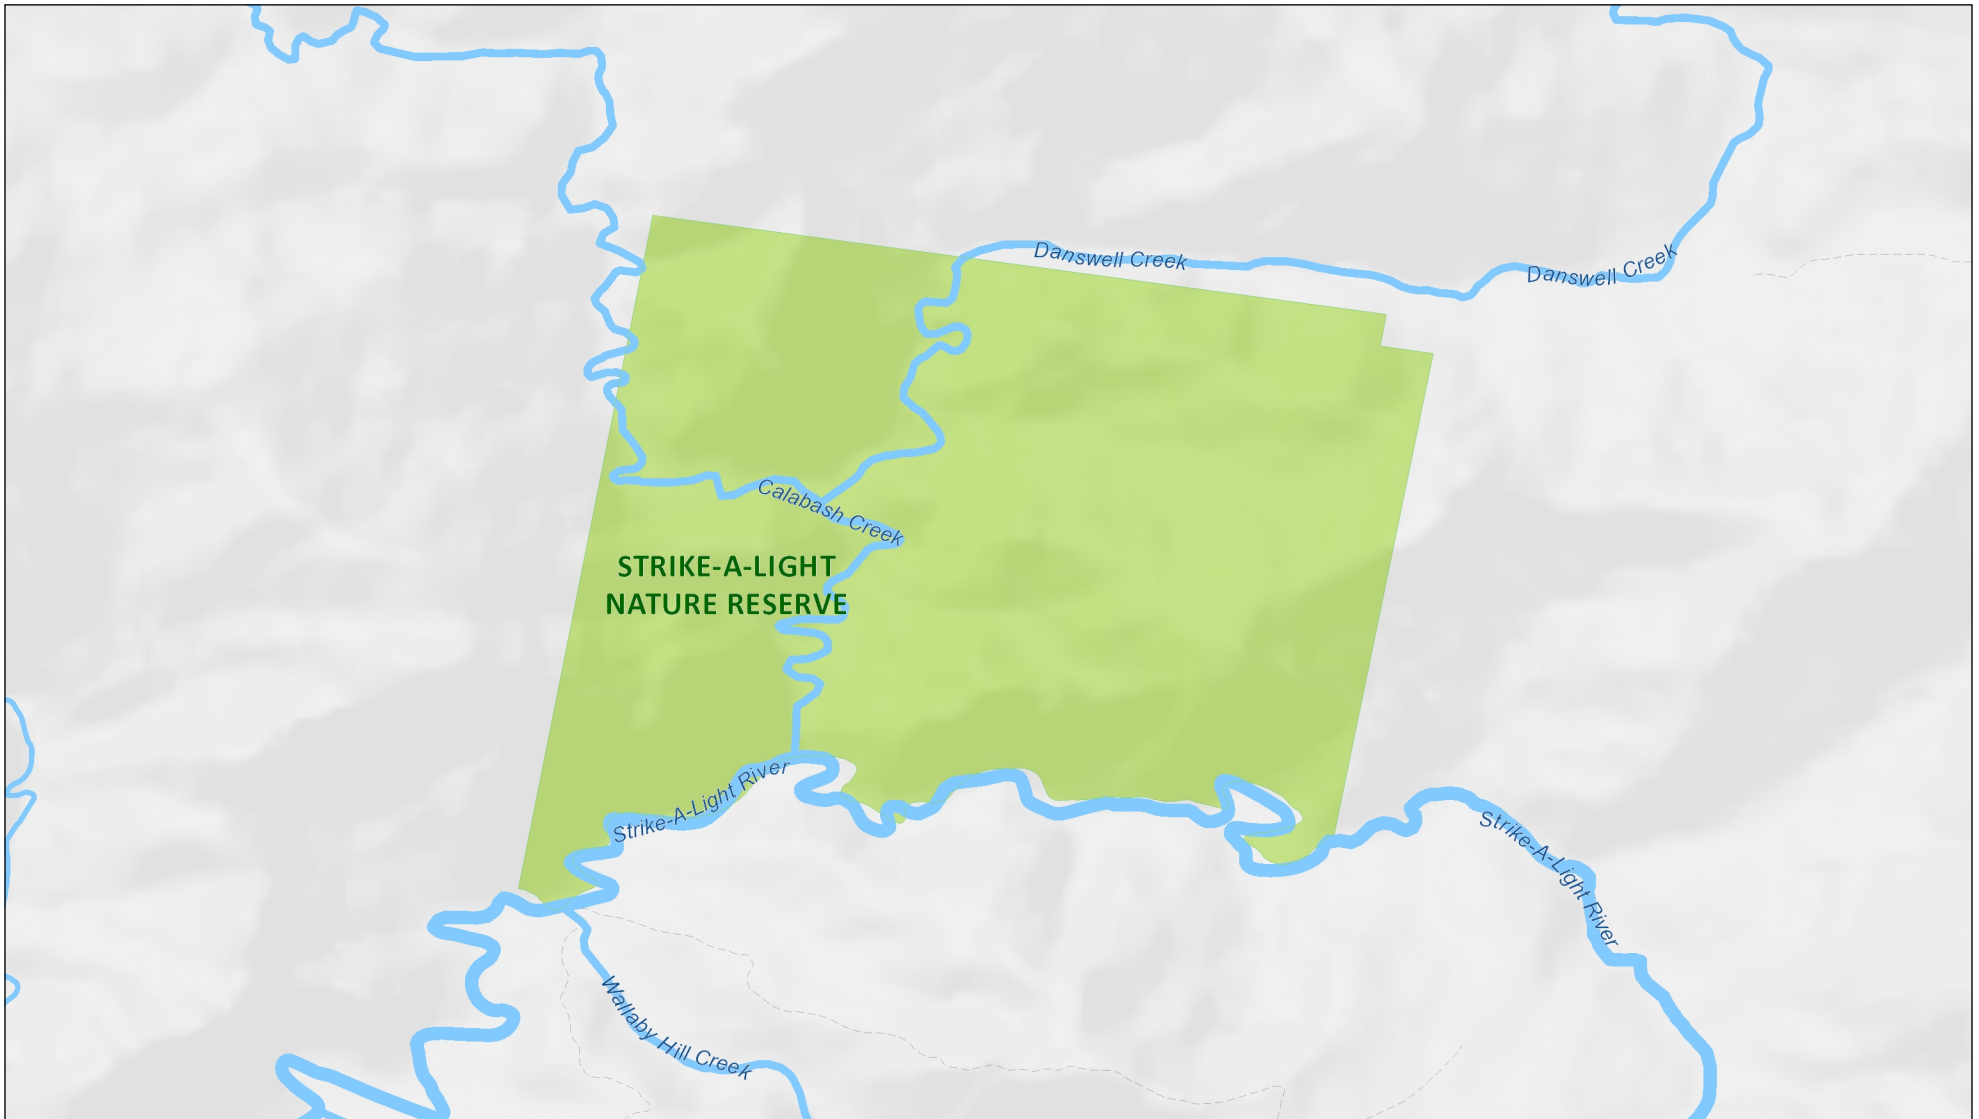 Danswell Creek
Danswell Creek
Calabash Creek
STRIKE-A-LIGHT
NATURE RESERVE
Strike-A-Light River
Strike-A-Light River
Wallaby Hill Creek